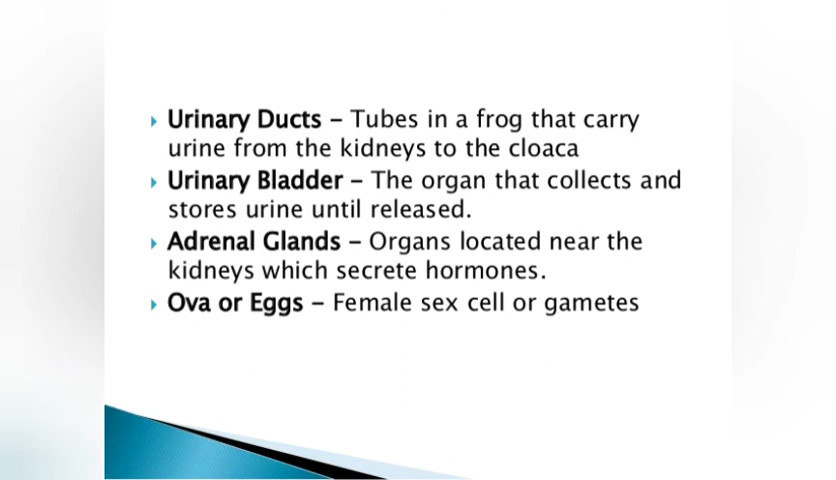 Urinary Ducts – Tubes in a frog that carry
urine from the kidneys to the cloaca
Urinary Bladder – The organ that collects and
stores urine until released.
Adrenal Glands – Organs located near the
kidneys which secrete hormones.
Ova or Eggs – Female sex cell or gametes